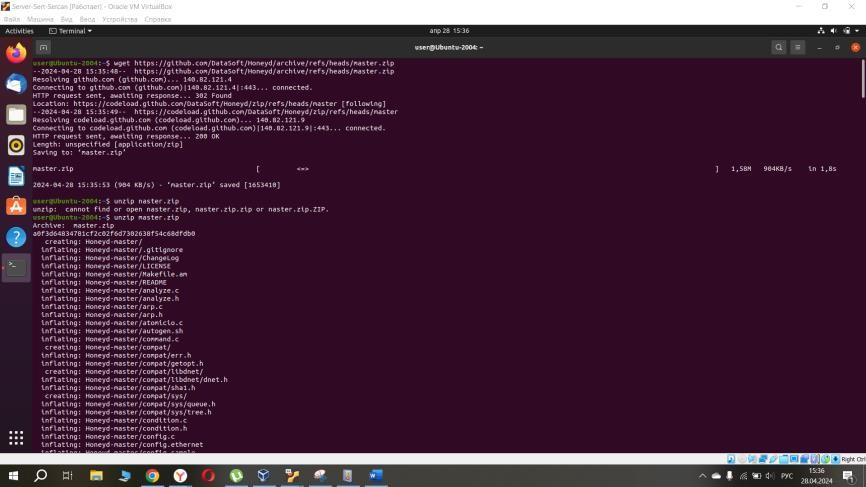 Server-Sert-Sercan [Работает] - Oracle VM VirtualBox
Файл Машина Вид Ввод Устройства Справка
Activities Terminal апр 28 15:36
user@Ubuntu-2004: ~
user@Ubuntu-2004:~$ wget https://github.com/DataSoft/Honeyd/archive/refs/heads/master.zip
--2024-04-28 15:35:48-- https://github.com/DataSoft/Honeyd/archive/refs/heads/master.zip
Resolving github.com (github.com)... 140.82.121.4
Connecting to github.com (github.com)|140.82.121.4|:443... connected.
HTTP request sent, awaiting response... 302 Found
Location: https://codeload.github.com/DataSoft/Honeyd/zip/refs/heads/master [following]
--2024-04-28 15:35:49-- https://codeload.github.com/DataSoft/Honeyd/zip/refs/heads/master
Resolving codeload.github.com (codeload.github.com)... 140.82.121.9
Connecting to codeload.github.com (codeload.github.com)|140.82.121.9|:443... connected.
HTTP request sent, awaiting response... 200 OK
Length: unspecified [application/zip]
Saving to: ‘master.zip’
master.zip [ <=> ] 1,58M 904KB/s in 1,8s
2024-04-28 15:35:53 (904 KB/s) - ‘master.zip’ saved [1653410]
user@Ubuntu-2004:~$ unzip master.zip
unzip: cannot find or open master.zip, master.zip.zip or master.zip.ZIP.
user@Ubuntu-2004:~$ unzip master.zip
Archive: master.zip
a0f3d64834781cf2c02f6d7302638f54c68dfdb0
creating: Honeyd-master/
inflating: Honeyd-master/.gitignore
inflating: Honeyd-master/ChangeLog
inflating: Honeyd-master/LICENSE
inflating: Honeyd-master/Makefile.am
inflating: Honeyd-master/README
inflating: Honeyd-master/analyze.c
inflating: Honeyd-master/analyze.h
inflating: Honeyd-master/arp.c
inflating: Honeyd-master/arp.h
inflating: Honeyd-master/atomicio.c
inflating: Honeyd-master/autogen.sh
inflating: Honeyd-master/command.c
creating: Honeyd-master/compat/
inflating: Honeyd-master/compat/err.h
inflating: Honeyd-master/compat/getopt.h
creating: Honeyd-master/compat/libdnet/
inflating: Honeyd-master/compat/libdnet/dnet.h
inflating: Honeyd-master/compat/sha1.h
creating: Honeyd-master/compat/sys/
inflating: Honeyd-master/compat/sys/queue.h
inflating: Honeyd-master/compat/sys/tree.h
inflating: Honeyd-master/condition.c
inflating: Honeyd-master/condition.h
inflating: Honeyd-master/config.c
inflating: Honeyd-master/config.ethernet
inflating: Honeyd-master/config.sample
Right Ctrl
РУС 15:36
28.04.2024